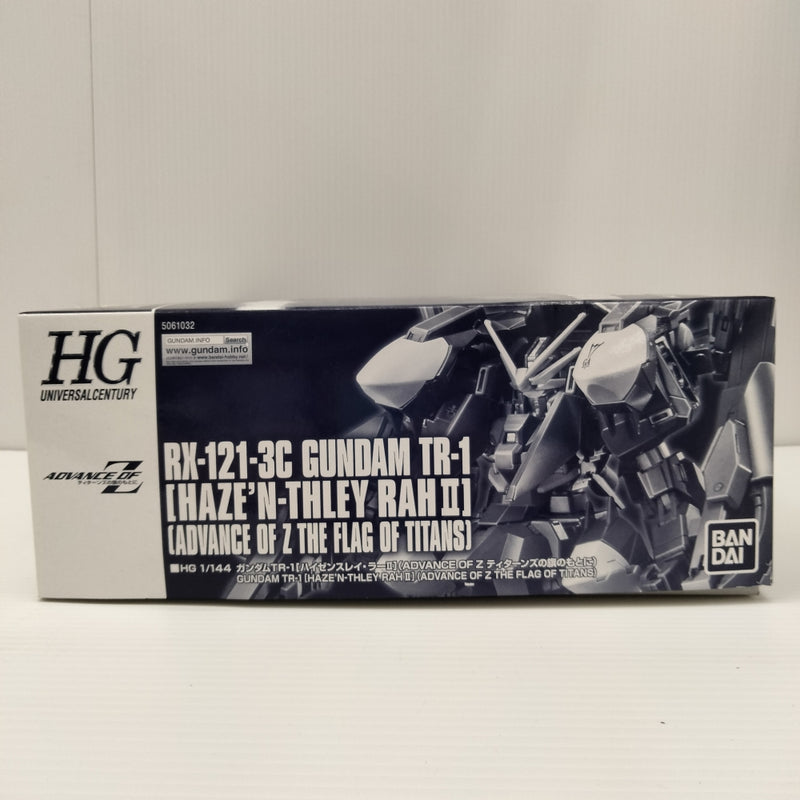 HG
UNIVERSALCENTURY
ADVANCE OF Z
ティターンズの旗のもとに
5061032
GUNDAM.INFO Search
www.gundam.info
RX-121-3C GUNDAM TR-1
[HAZE'N-THLEY RAH II]
(ADVANCE OF Z THE FLAG OF TITANS)
■HG 1/144 ガンダムTR-1[ハイゼンスレイ・ラーII](ADVANCE OF Z ティターンズの旗のもとに)
GUNDAM TR-1 [HAZE'N-THLEY RAH II] (ADVANCE OF Z THE FLAG OF TITANS)
BAN
DAI